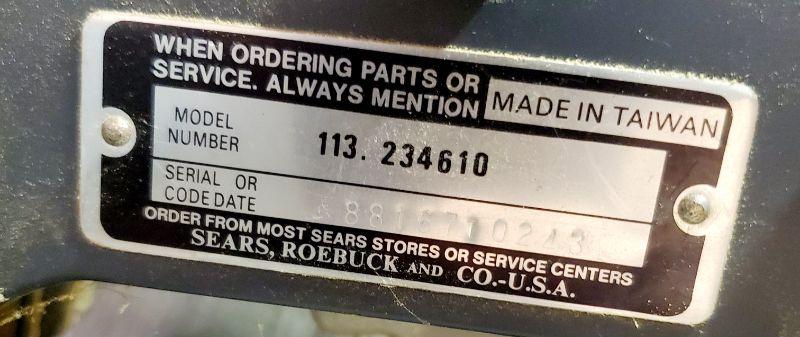 WHEN ORDERING PARTS OR
SERVICE. ALWAYS MENTION
MADE IN TAIWAN
MODEL
NUMBER
113. 234610
SERIAL OR
CODE DATE
ORDER FROM MOST SEARS STORES OR SERVICE CENTERS
SEARS, ROEBUCK AND CO.-U.S.A.